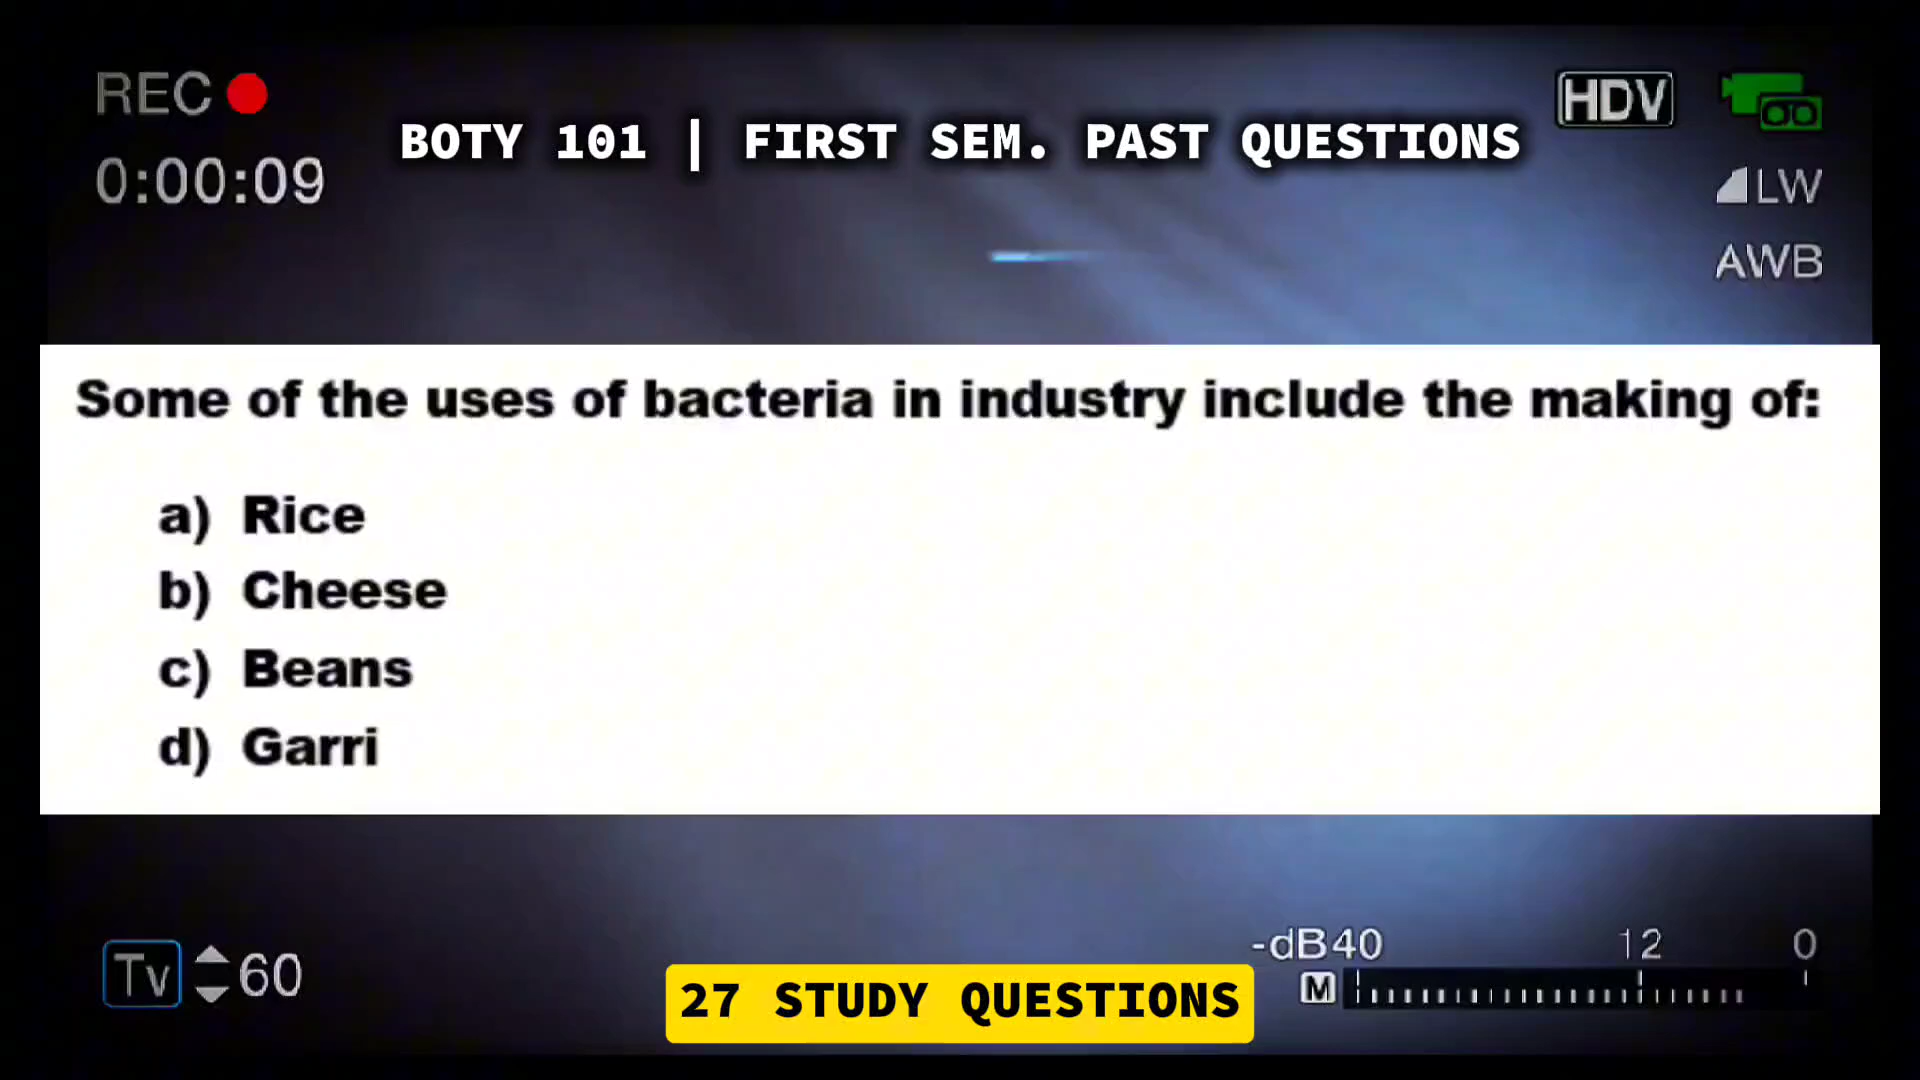 REC
HDV
BOTY 101 | FIRST SEM. PAST QUESTIONS
0:00:09
LW
AWB
Some of the uses of bacteria in industry include the making of:
a) Rice
b) Cheese
c) Beans
d) Garri
-dB40 12 0
Tv 60
M
27 STUDY QUESTIONS